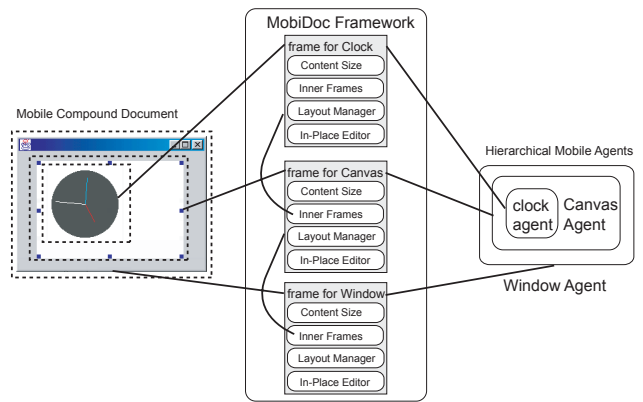 MobiDoc Framework
frame for Clock
Content Size
Inner Frames
Layout Manager
In-Place Editor
Mobile Compound Document
frame for Canvas
Content Size
Inner Frames
Layout Manager
In-Place Editor
frame for Window
Content Size
Inner Frames
Layout Manager
In-Place Editor
Hierarchical Mobile Agents
clock
agent
Canvas
Agent
Window Agent